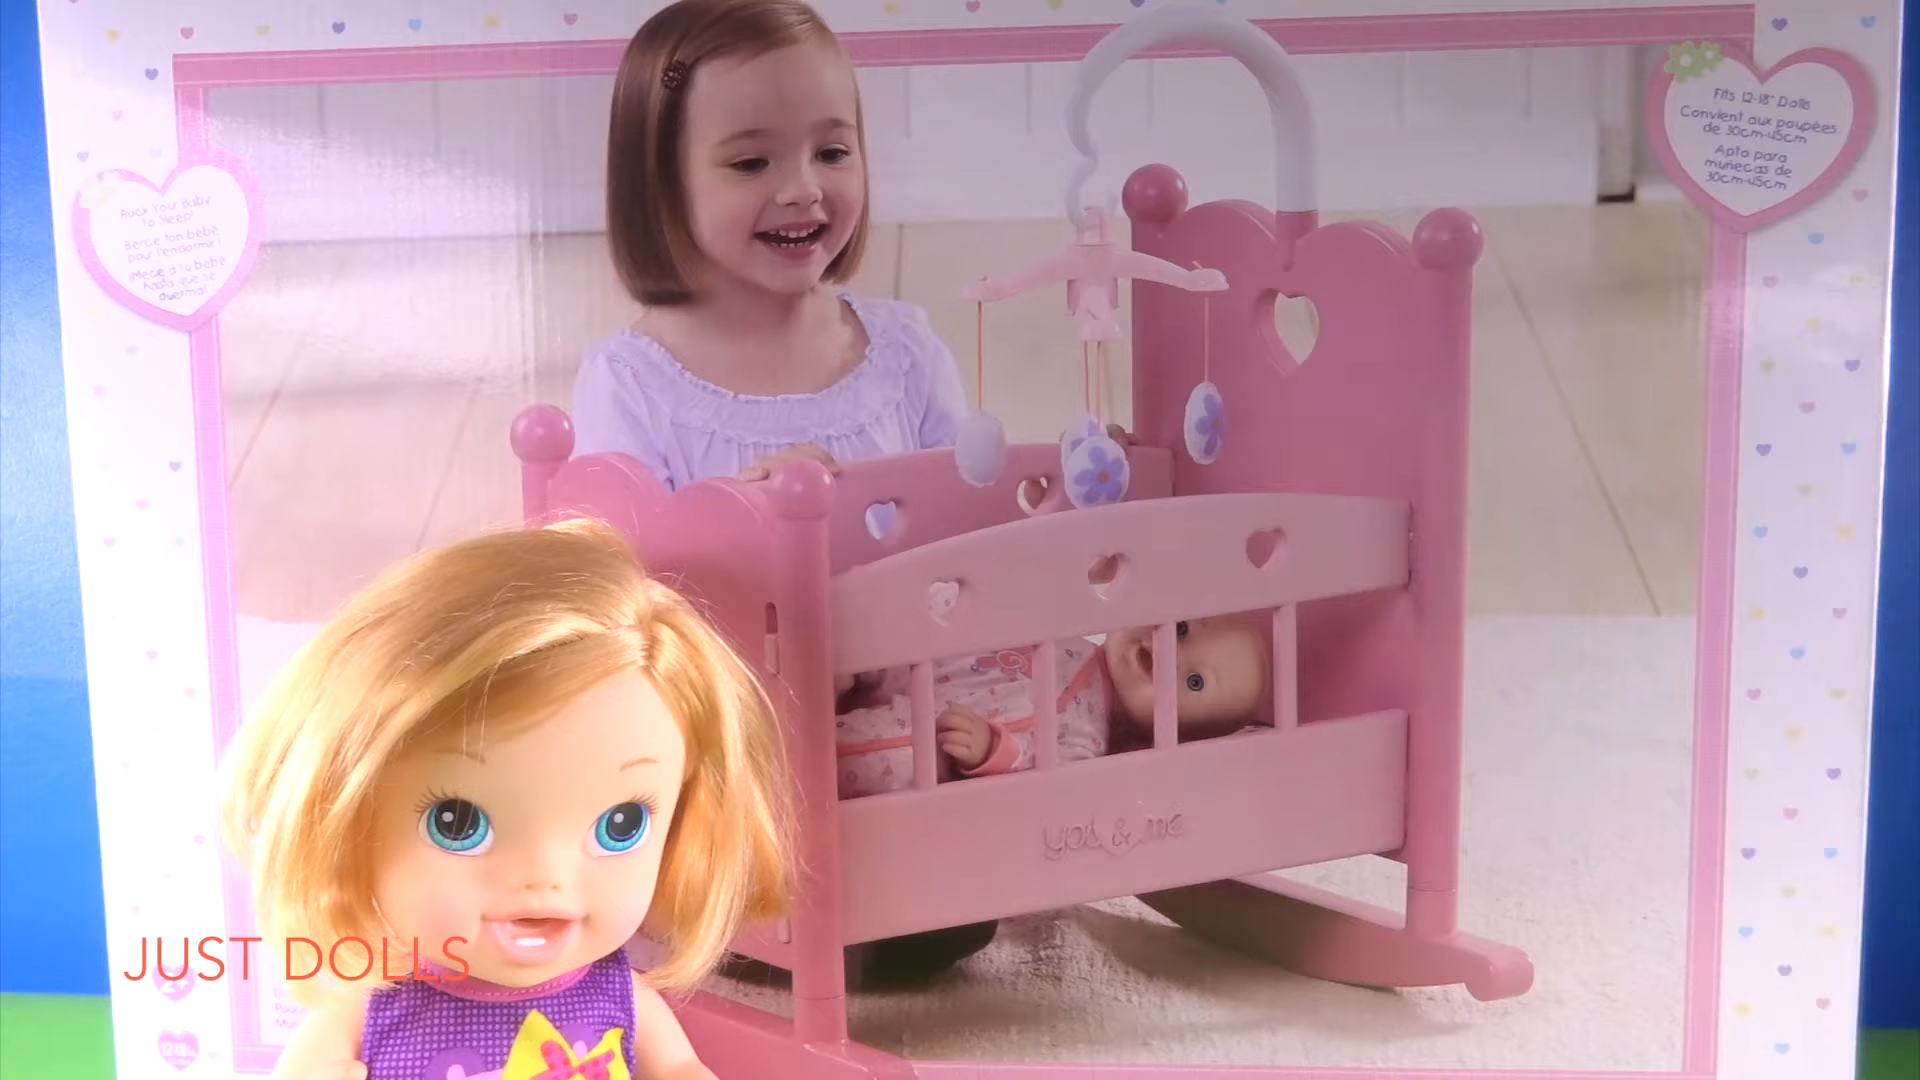 Fits 12-18" Dolls
Convient aux poupées
de 30cm-45cm
Apto para
muñecas de
30cm-45cm
Rock Your Baby
to Sleep!
Berce ton bébé
pour l'endormir!
¡Mece a tu bebé
hasta que se
duerma!
you & me
JUST DOLLS